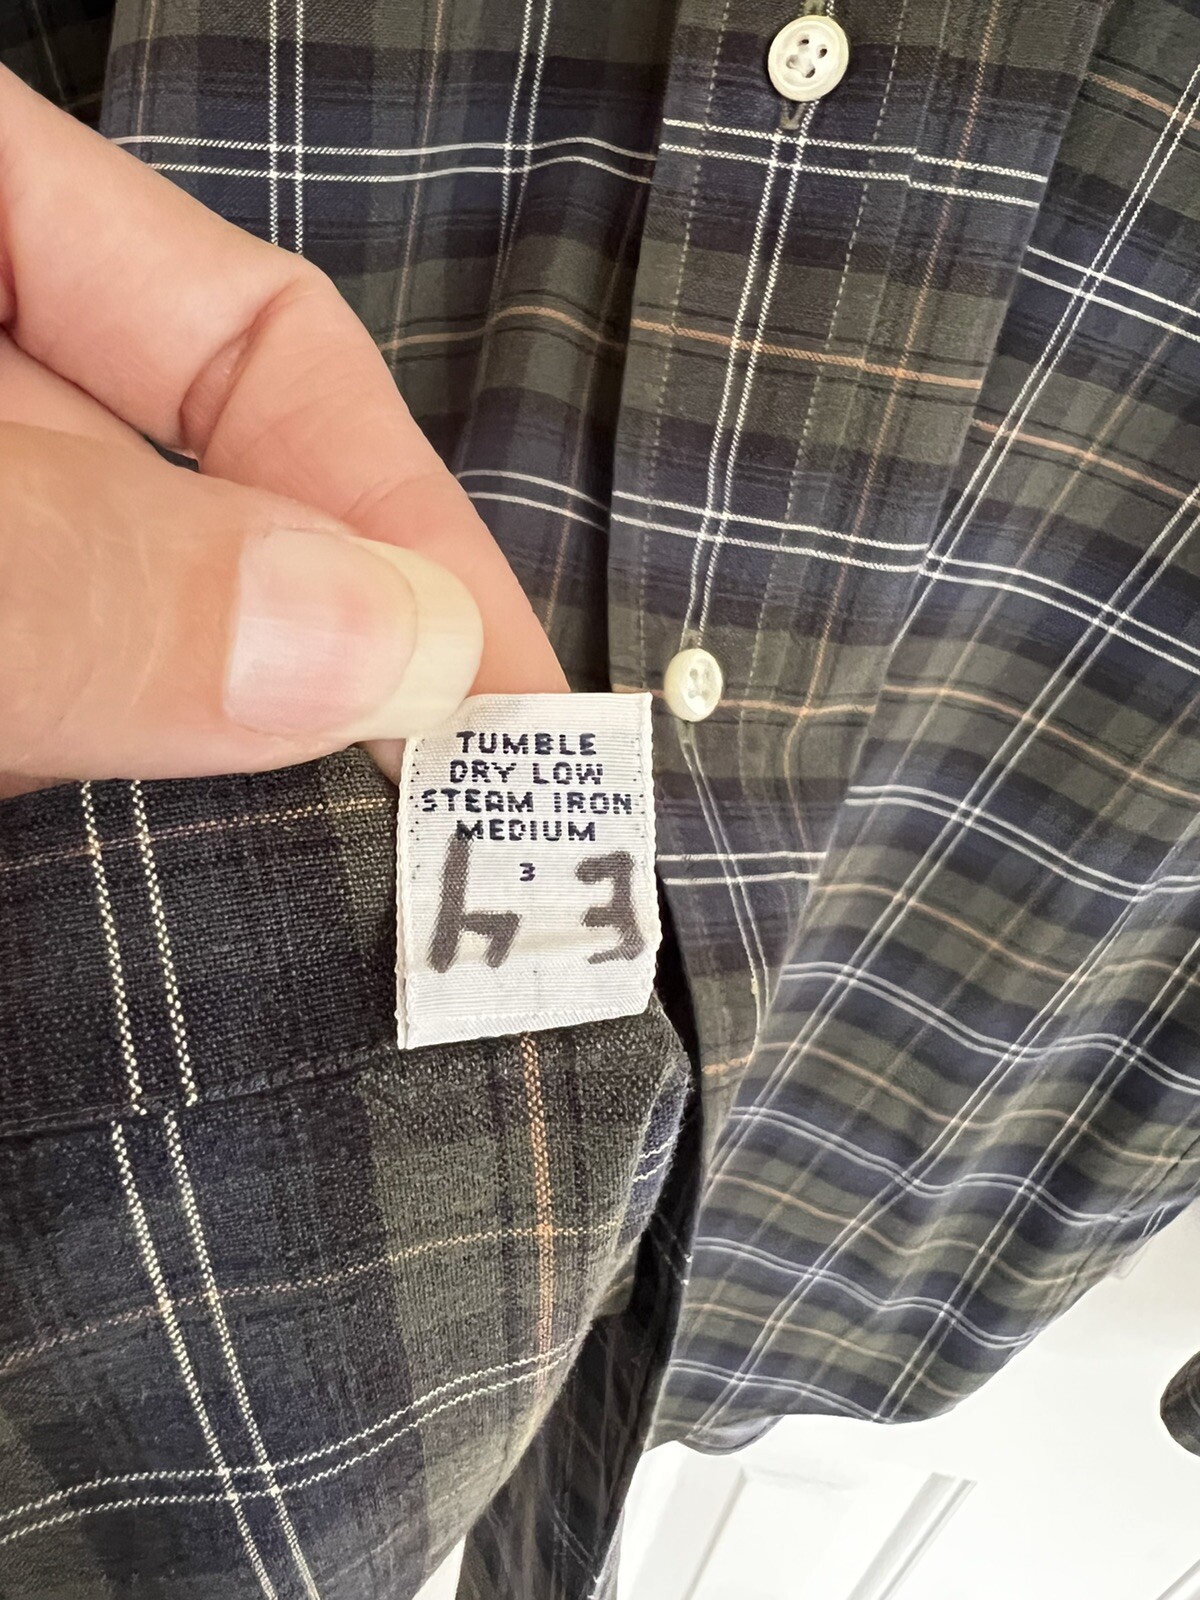 TUMBLE
DRY LOW
STEAM IRON
MEDIUM
3